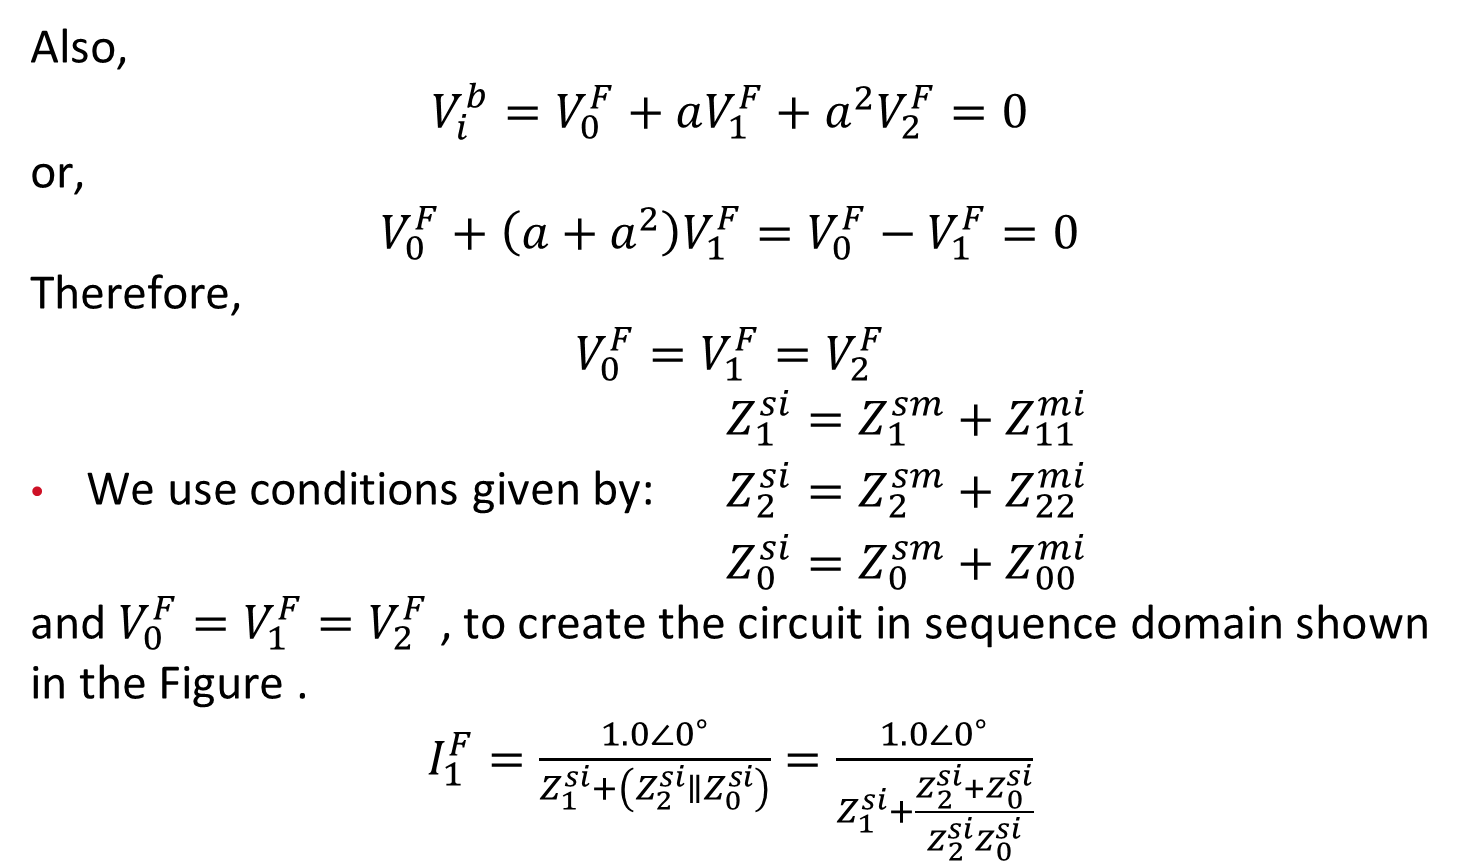 Also,
V_i^b = V_0^F + aV_1^F + a^2V_2^F = 0
or,
V_0^F + (a + a^2)V_1^F = V_0^F − V_1^F = 0
Therefore,
V_0^F = V_1^F = V_2^F
Z_1^{si} = Z_1^{sm} + Z_{11}^{mi}
• We use conditions given by: Z_2^{si} = Z_2^{sm} + Z_{22}^{mi}
Z_0^{si} = Z_0^{sm} + Z_{00}^{mi}
and V_0^F = V_1^F = V_2^F , to create the circuit in sequence domain shown
in the Figure .
I_1^F = \frac{1.0∠0°}{Z_1^{si}+(Z_2^{si}∥Z_0^{si})} = \frac{1.0∠0°}{Z_1^{si}+\frac{Z_2^{si}+Z_0^{si}}{Z_2^{si}Z_0^{si}}}